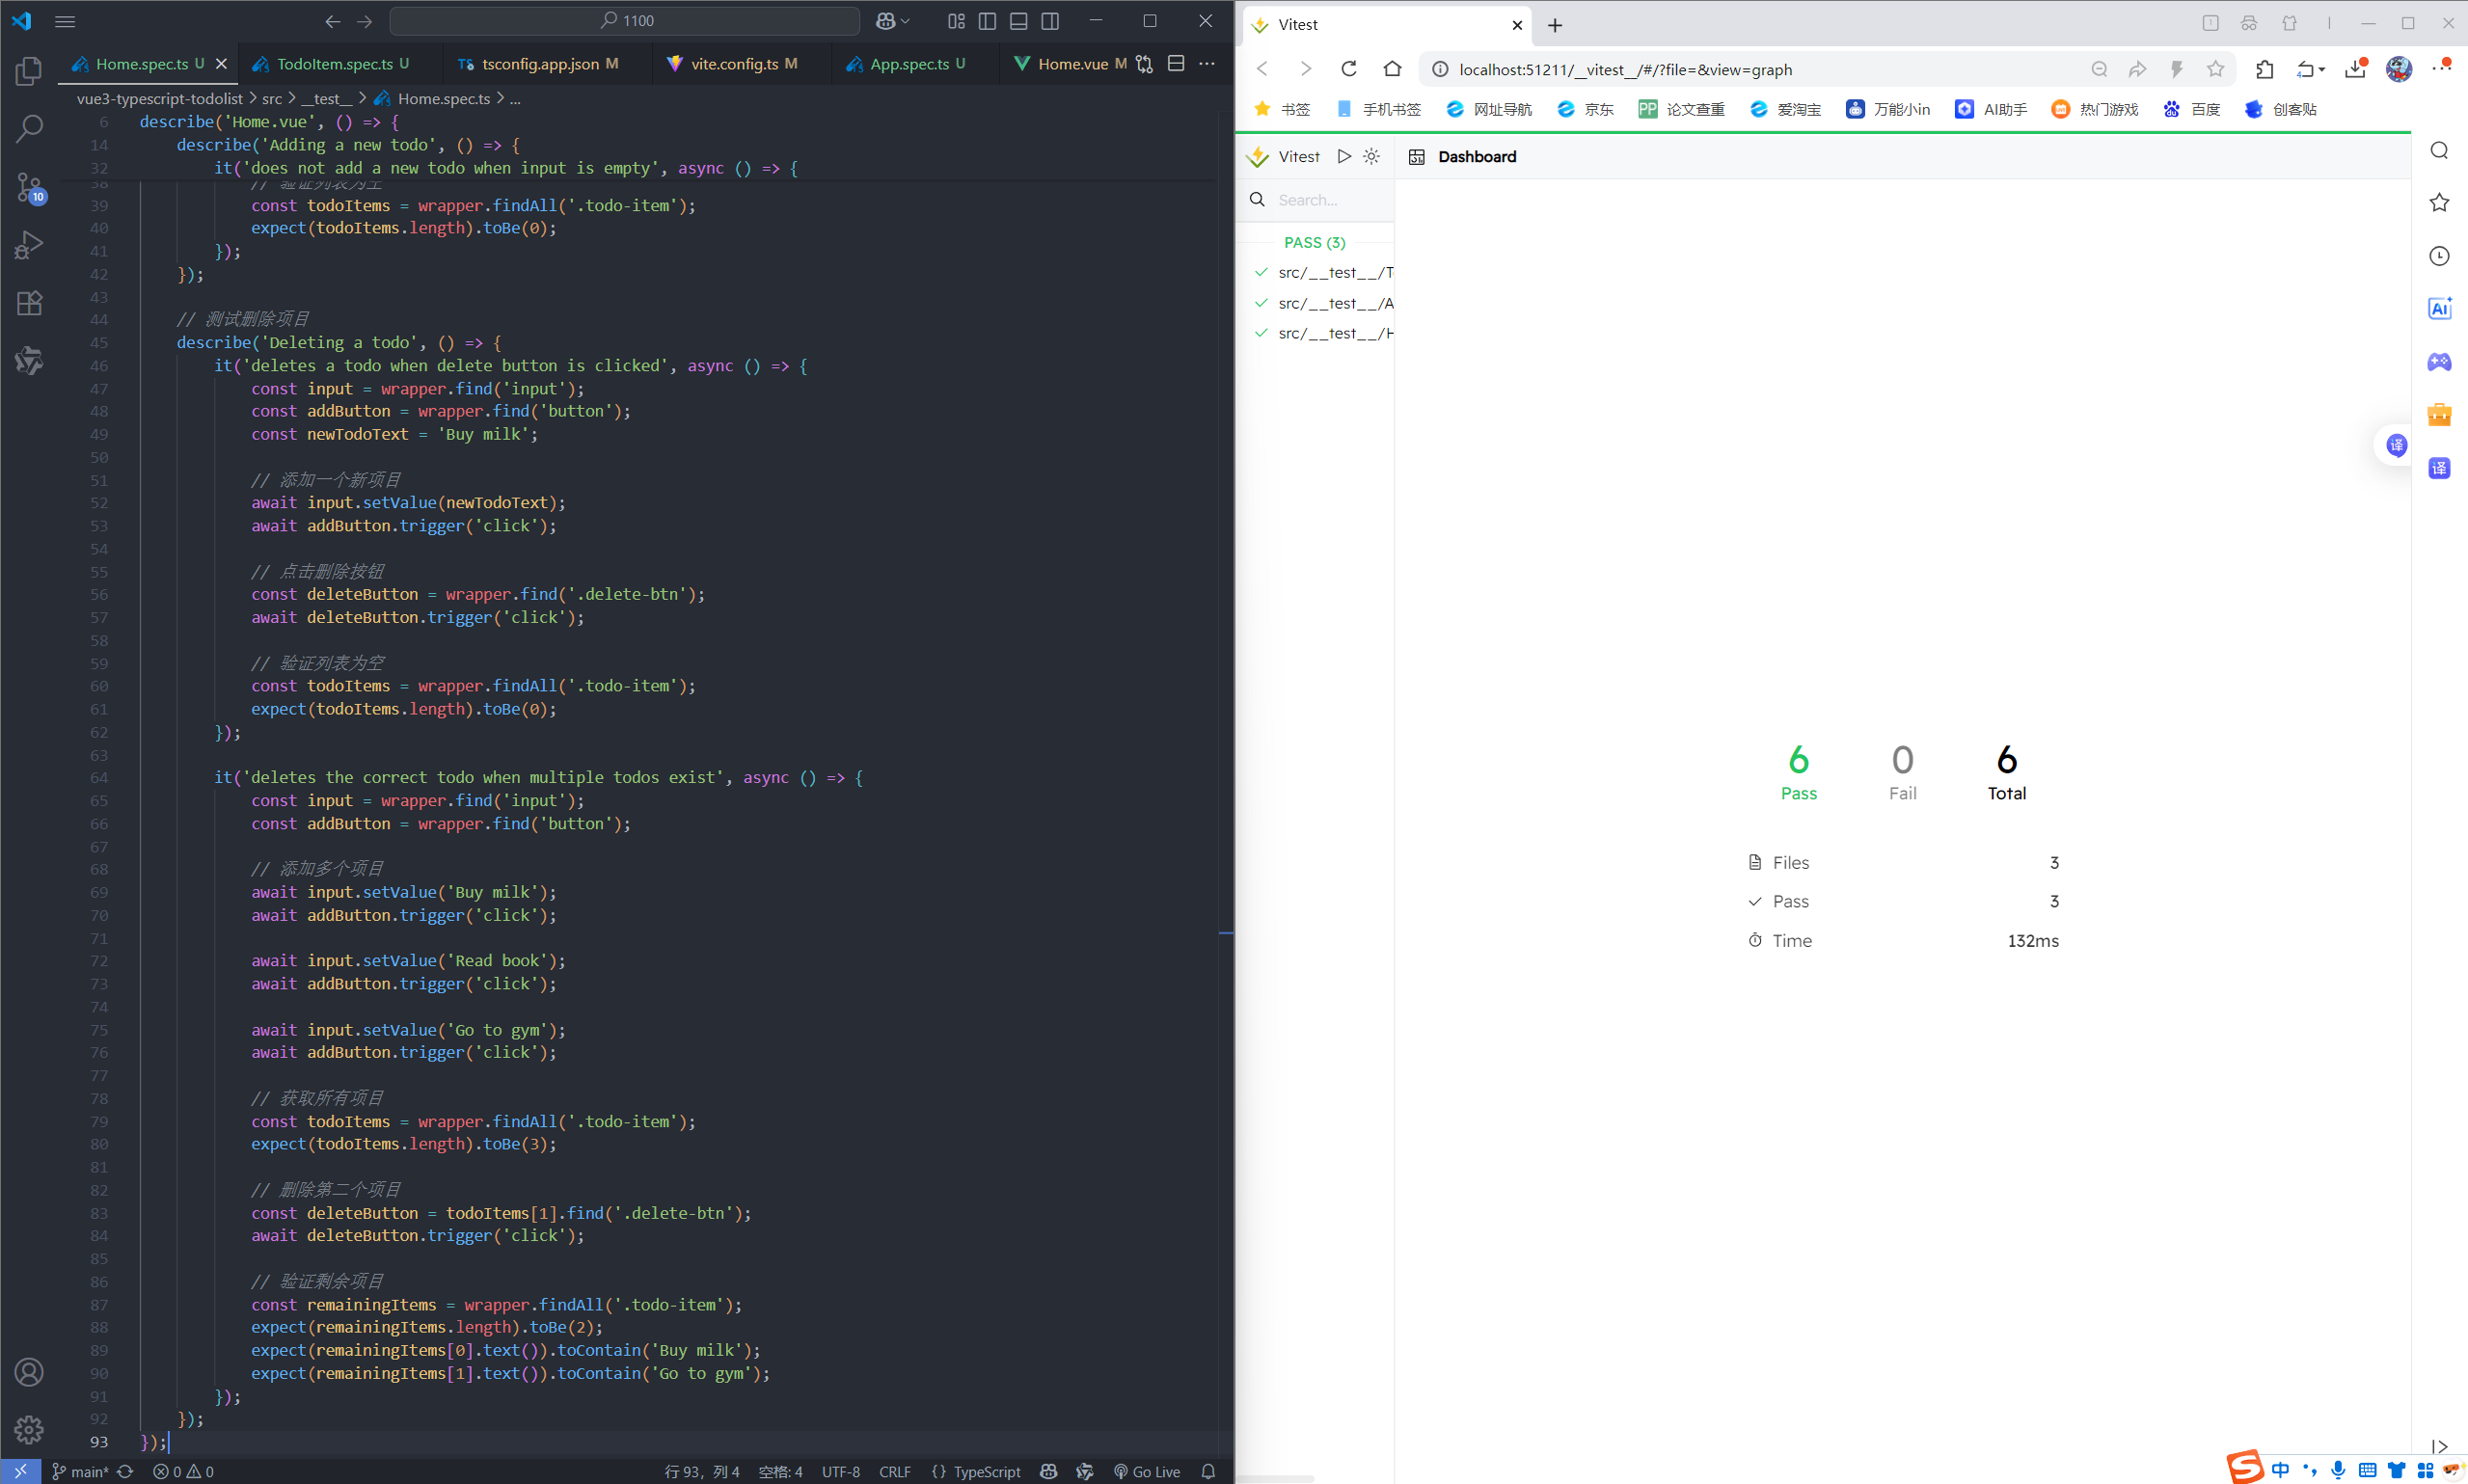 1100
Home.spec.ts U
TodoItem.spec.ts U
TS tsconfig.app.json M
vite.config.ts M
App.spec.ts U
Home.vue M
vue3-typescript-todolist > src > __test__ > Home.spec.ts > ...
6 describe('Home.vue', () => {
14 describe('Adding a new todo', () => {
32 it('does not add a new todo when input is empty', async () => {
38 // 验证列表为空
39 const todoItems = wrapper.findAll('.todo-item');
40 expect(todoItems.length).toBe(0);
41 });
42 });
43
44 // 测试删除项目
45 describe('Deleting a todo', () => {
46 it('deletes a todo when delete button is clicked', async () => {
47 const input = wrapper.find('input');
48 const addButton = wrapper.find('button');
49 const newTodoText = 'Buy milk';
50
51 // 添加一个新项目
52 await input.setValue(newTodoText);
53 await addButton.trigger('click');
54
55 // 点击删除按钮
56 const deleteButton = wrapper.find('.delete-btn');
57 await deleteButton.trigger('click');
58
59 // 验证列表为空
60 const todoItems = wrapper.findAll('.todo-item');
61 expect(todoItems.length).toBe(0);
62 });
63
64 it('deletes the correct todo when multiple todos exist', async () => {
65 const input = wrapper.find('input');
66 const addButton = wrapper.find('button');
67
68 // 添加多个项目
69 await input.setValue('Buy milk');
70 await addButton.trigger('click');
71
72 await input.setValue('Read book');
73 await addButton.trigger('click');
74
75 await input.setValue('Go to gym');
76 await addButton.trigger('click');
77
78 // 获取所有项目
79 const todoItems = wrapper.findAll('.todo-item');
80 expect(todoItems.length).toBe(3);
81
82 // 删除第二个项目
83 const deleteButton = todoItems[1].find('.delete-btn');
84 await deleteButton.trigger('click');
85
86 // 验证剩余项目
87 const remainingItems = wrapper.findAll('.todo-item');
88 expect(remainingItems.length).toBe(2);
89 expect(remainingItems[0].text()).toContain('Buy milk');
90 expect(remainingItems[1].text()).toContain('Go to gym');
91 });
92 });
93 });
10
main* 0 0 行 93，列 4 空格: 4 UTF-8 CRLF {} TypeScript Go Live
Vitest
localhost:51211/__vitest__/#/?file=&view=graph
书签 手机书签 网址导航 京东 PP 论文查重 爱淘宝 万能小in AI助手 热门游戏 百度 创客贴
Vitest
Dashboard
Search...
PASS (3)
src/__test__/T
src/__test__/A
src/__test__/H
6 0 6
Pass Fail Total
Files 3
Pass 3
Time 132ms
Ai
译
译
S 中